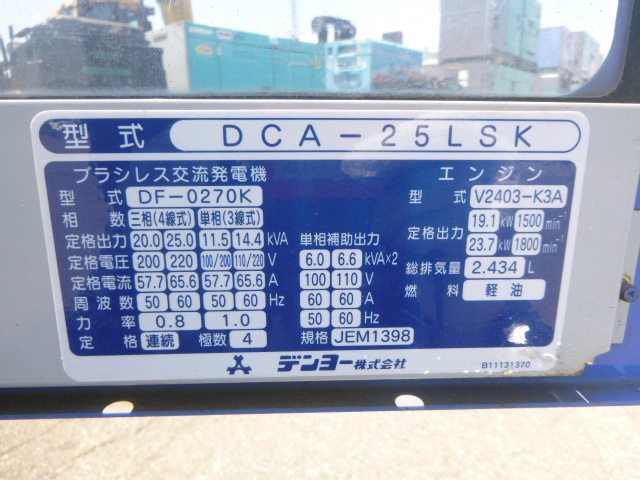 型式 DCA-25LSK
ブラシレス交流発電機
型式 DF-0270K
相数 三相(4線式) 単相(3線式)
定格出力 20.0 25.0 11.5 14.4 kVA
定格電圧 200 220 100/200 110/220 V
定格電流 57.7 65.6 57.7 65.6 A
周波数 50 60 50 60 Hz
力率 0.8 1.0
定格 連続 極数 4
単相補助出力
6.0 6.6 kVA×2
100 110 V
60 60 A
50 60 Hz
規格 JEM1398
エンジン
型式 V2403-K3A
定格出力 19.1 kW 1500 min⁻¹
23.7 kW 1800 min⁻¹
総排気量 2.434 L
燃料 軽油
デンヨー株式会社
B11131370